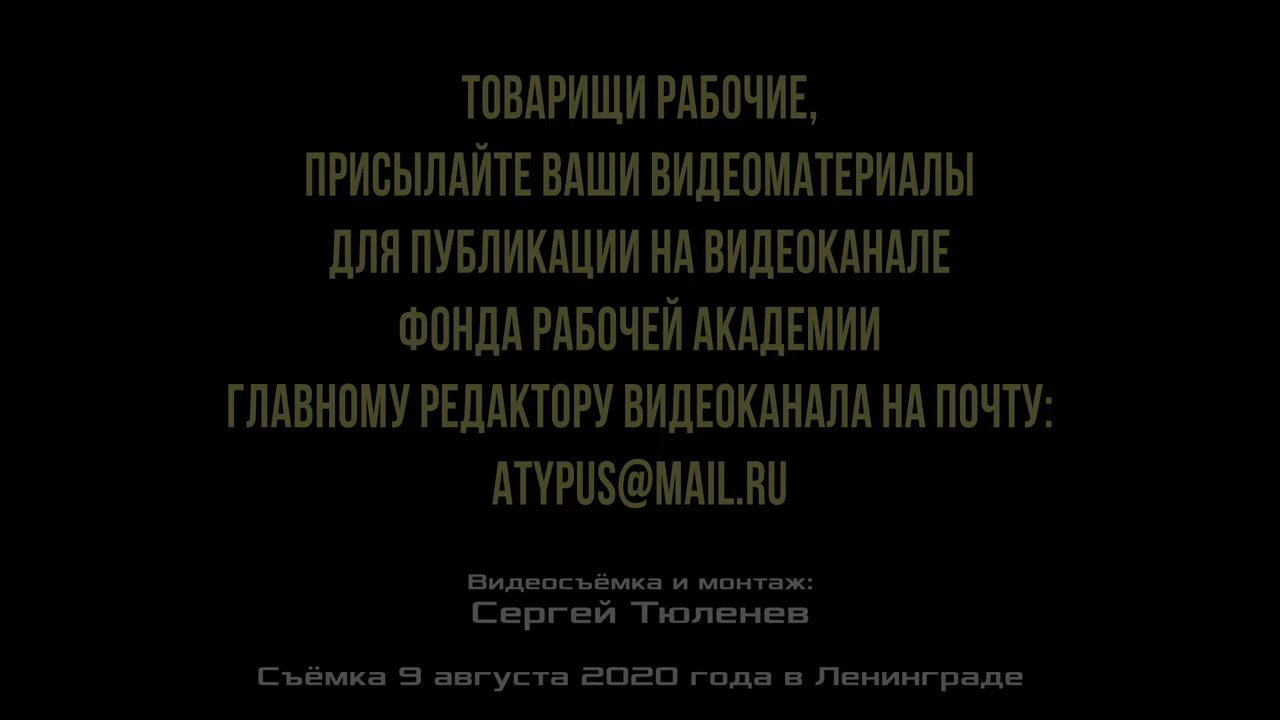 ТОВАРИЩИ РАБОЧИЕ,
ПРИСЫЛАЙТЕ ВАШИ ВИДЕОМАТЕРИАЛЫ
ДЛЯ ПУБЛИКАЦИИ НА ВИДЕОКАНАЛЕ
ФОНДА РАБОЧЕЙ АКАДЕМИИ
ГЛАВНОМУ РЕДАКТОРУ ВИДЕОКАНАЛА НА ПОЧТУ:
ATYPUS@MAIL.RU
Видеосъёмка и монтаж:
Сергей Тюленев
Съёмка 9 августа 2020 года в Ленинграде